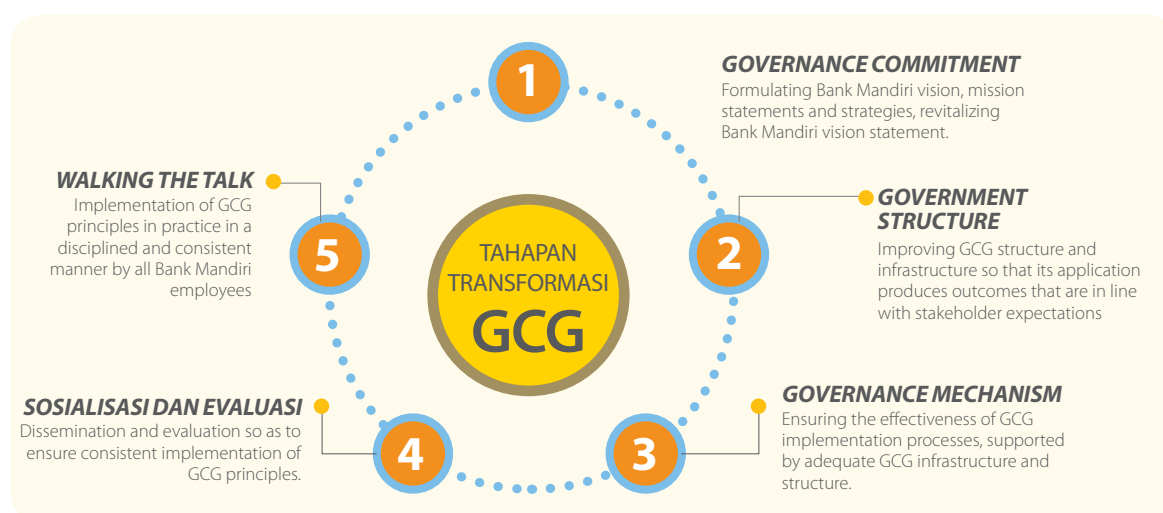 1
GOVERNANCE COMMITMENT
Formulating Bank Mandiri vision, mission
statements and strategies, revitalizing
Bank Mandiri vision statement.
2
GOVERNMENT
STRUCTURE
Improving GCG structure and
infrastructure so that its application
produces outcomes that are in line
with stakeholder expectations
3
GOVERNANCE MECHANISM
Ensuring the effectiveness of GCG
implementation processes, supported
by adequate GCG infrastructure and
structure.
4
SOSIALISASI DAN EVALUASI
Dissemination and evaluation so as to
ensure consistent implementation of
GCG principles.
5
WALKING THE TALK
Implementation of GCG
principles in practice in a
disciplined and consistent
manner by all Bank Mandiri
employees
TAHAPAN
TRANSFORMASI
GCG